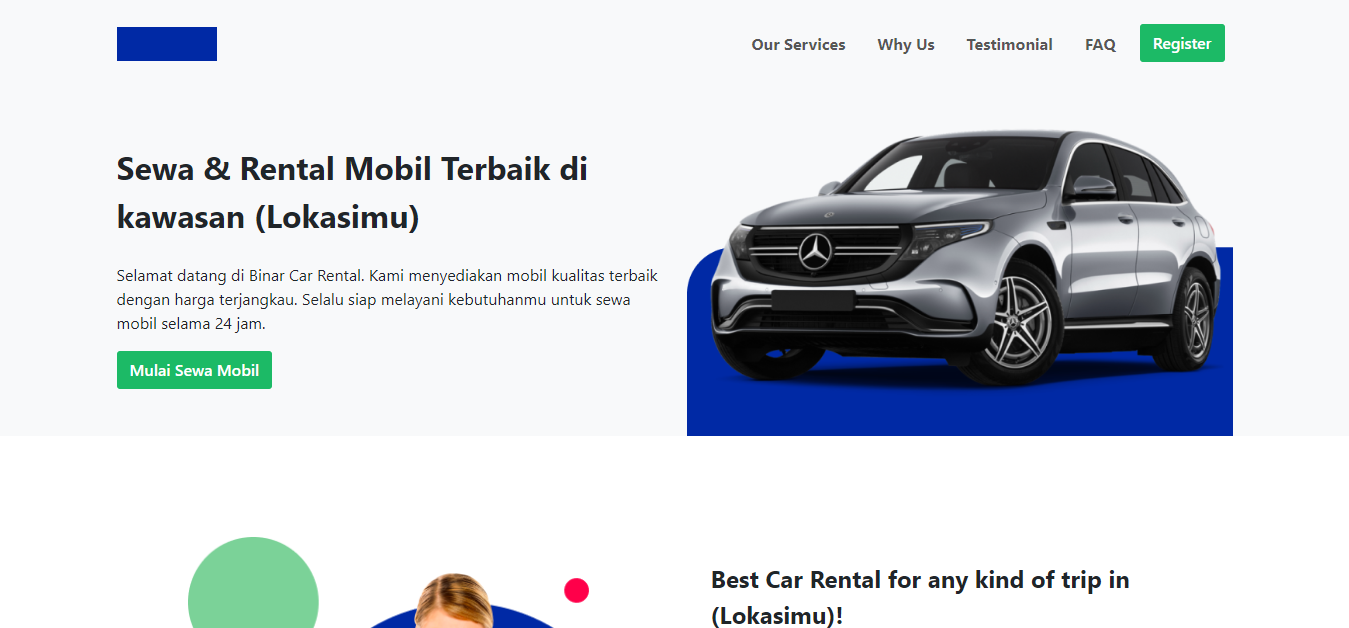 Our Services
Why Us
Testimonial
FAQ
Register
Sewa & Rental Mobil Terbaik di
kawasan (Lokasimu)
Selamat datang di Binar Car Rental. Kami menyediakan mobil kualitas terbaik
dengan harga terjangkau. Selalu siap melayani kebutuhanmu untuk sewa
mobil selama 24 jam.
Mulai Sewa Mobil
Best Car Rental for any kind of trip in
(Lokasimu)!